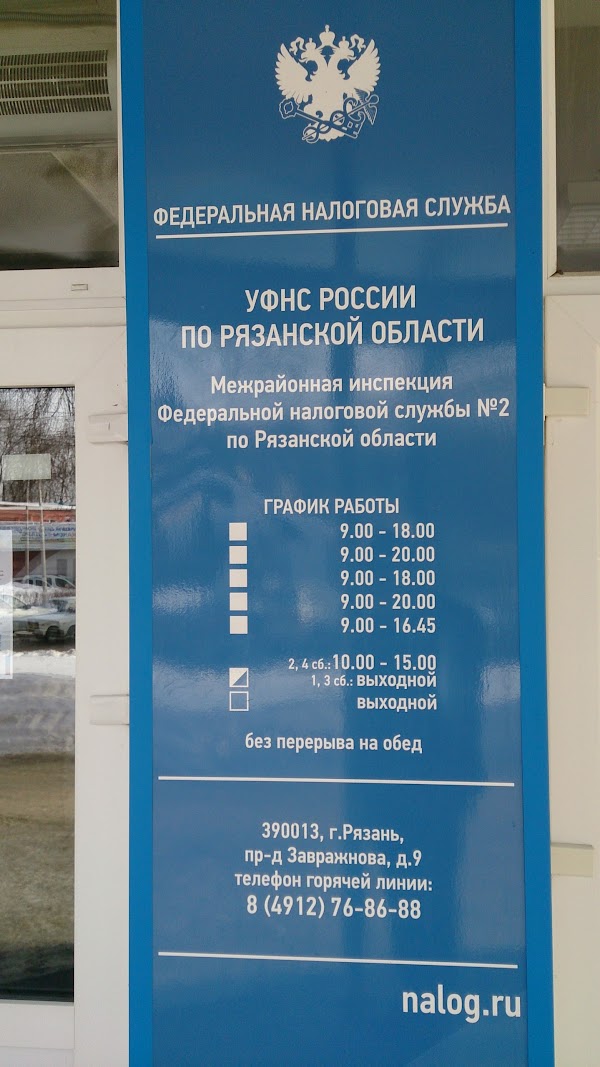 ФЕДЕРАЛЬНАЯ НАЛОГОВАЯ СЛУЖБА
УФНС РОССИИ
ПО РЯЗАНСКОЙ ОБЛАСТИ
Межрайонная инспекция
Федеральной налоговой службы №2
по Рязанской области
ГРАФИК РАБОТЫ
9.00 - 18.00
9.00 - 20.00
9.00 - 18.00
9.00 - 20.00
9.00 - 16.45
2, 4 сб.: 10.00 - 15.00
1, 3 сб.: выходной
выходной
без перерыва на обед
390013, г.Рязань,
пр-д Завражнова, д.9
телефон горячей линии:
8 (4912) 76-86-88
nalog.ru